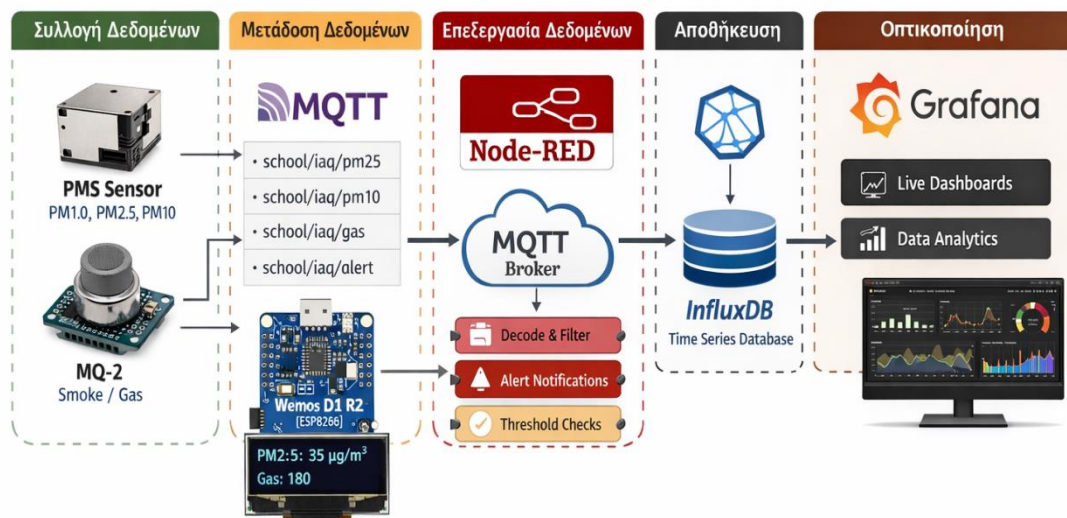 Συλλογή Δεδομένων
Μετάδοση Δεδομένων
Επεξεργασία Δεδομένων
Αποθήκευση
Οπτικοποίηση
PMS Sensor
PM1.0, PM2.5, PM10
MQ-2
Smoke / Gas
MQTT
• school/iaq/pm25
• school/iaq/pm10
• school/iaq/gas
• school/iaq/alert
Wemos D1 R2
[ESP8266]
PM2:5: 35 µg/m³
Gas: 180
Node-RED
MQTT
Broker
Decode & Filter
Alert Notifications
Threshold Checks
InfluxDB
Time Series Database
Grafana
Live Dashboards
Data Analytics